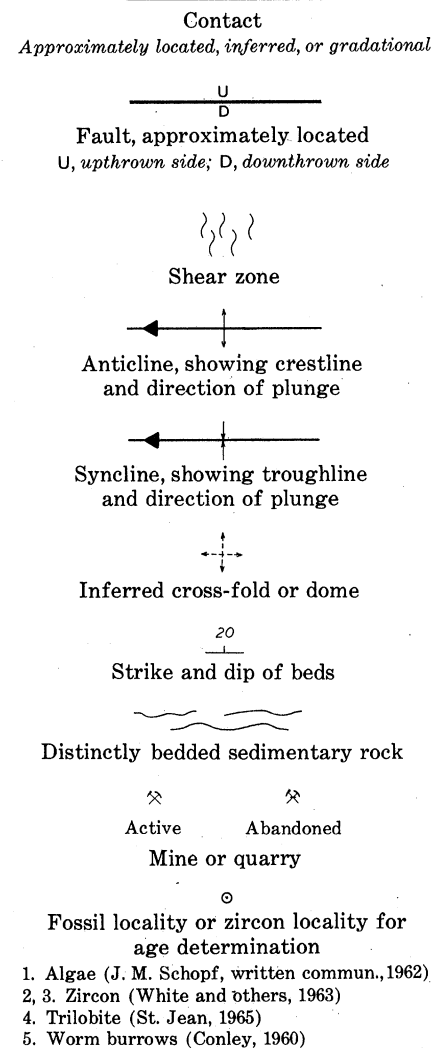 Contact
Approximately located, inferred, or gradational
U
D
Fault, approximately located
U, upthrown side; D, downthrown side
Shear zone
Anticline, showing crestline
and direction of plunge
Syncline, showing troughline
and direction of plunge
Inferred cross-fold or dome
20
Strike and dip of beds
Distinctly bedded sedimentary rock
Active Abandoned
Mine or quarry
Fossil locality or zircon locality for
age determination
1. Algae (J. M. Schopf, written commun., 1962)
2, 3. Zircon (White and others, 1963)
4. Trilobite (St. Jean, 1965)
5. Worm burrows (Conley, 1960)